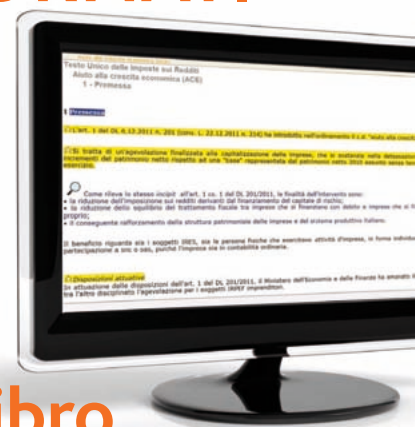 Testo Unico delle Imposte sui Redditi
Aiuto alla crescita economica (ACE)
1 - Premessa
1 Premessa
L'art. 1 del DL 6.12.2011 n. 201 (conv. L. 22.12.2011 n. 214) ha introdotto nell'ordinamento il c.d. "aiuto alla
Si tratta di un'agevolazione finalizzata alla capitalizzazione delle imprese, che si sostanzia nella
incrementi del patrimonio netto rispetto ad una "base" rappresentata dal patrimonio netto 2010 assunto senza
esercizio.
Come rileva lo stesso incipit all'art. 1 co. 1 del DL 201/2011, le finalità dell'intervento sono:
• la riduzione dell'imposizione sui redditi derivanti dal finanziamento del capitale di rischio;
• la riduzione dello squilibrio del trattamento fiscale tra imprese che si finanziano con debito e imprese che si
proprio;
• il conseguente rafforzamento della struttura patrimoniale delle imprese e del sistema produttivo italiano.
Il beneficio riguarda sia i soggetti IRES, sia le persone fisiche che esercitano attività d'impresa, in forma
partecipazione a snc o sas, purché l'impresa sia in contabilità ordinaria.
Disposizioni attuative
In attuazione delle disposizioni dell'art. 1 del DL 201/2011, il Ministero dell'Economia e delle Finanze ha emanato
tra l'altro disciplinato l'agevolazione per i soggetti IRPEF imprenditori.
ibro